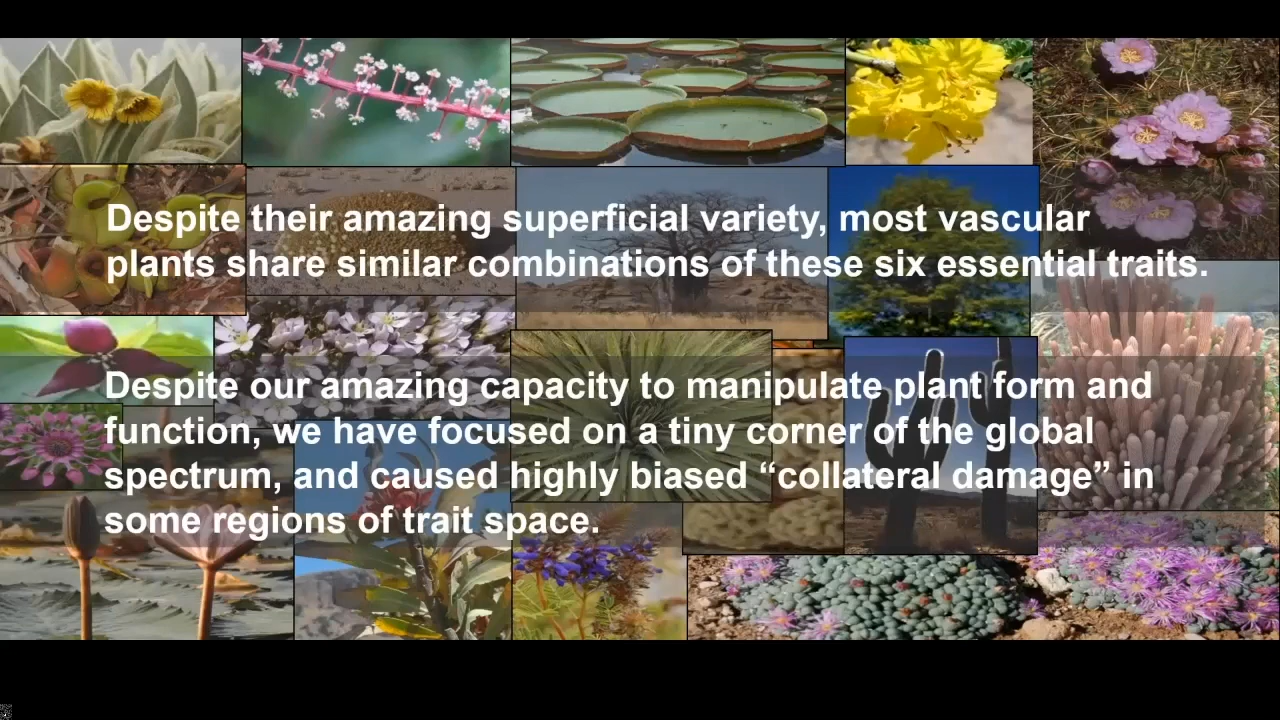 Despite their amazing superficial variety, most vascular
plants share similar combinations of these six essential traits.
Despite our amazing capacity to manipulate plant form and
function, we have focused on a tiny corner of the global
spectrum, and caused highly biased “collateral damage” in
some regions of trait space.